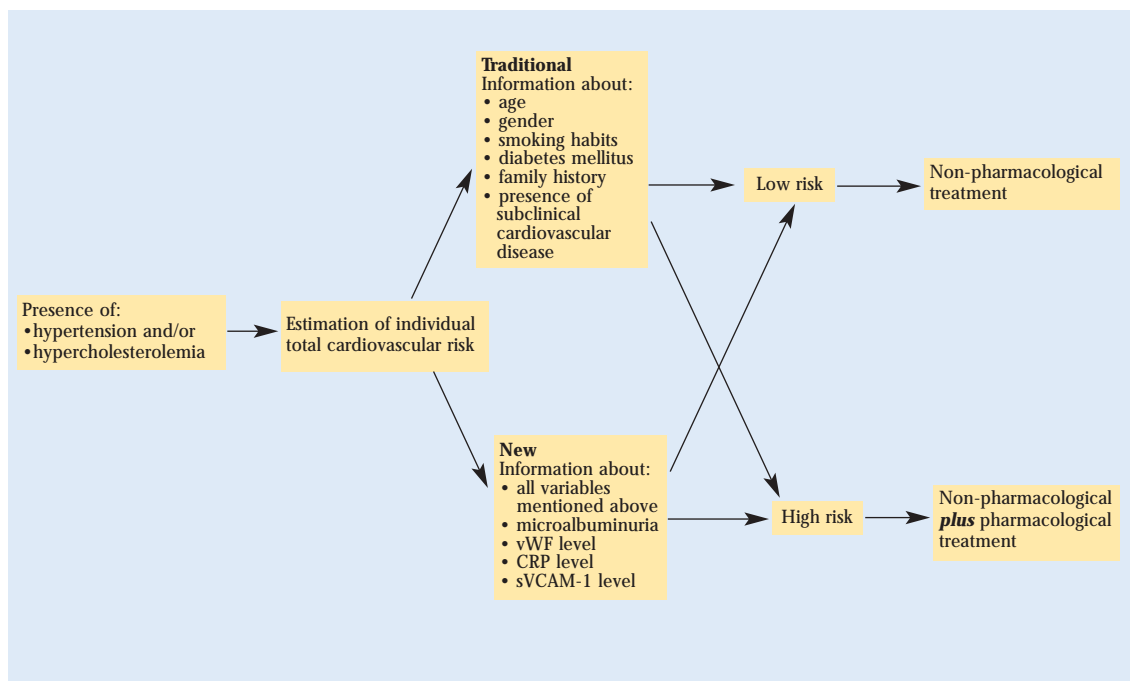 Presence of:
•hypertension and/or
•hypercholesterolemia
Estimation of individual
total cardiovascular risk
Traditional
Information about:
• age
• gender
• smoking habits
• diabetes mellitus
• family history
• presence of
subclinical
cardiovascular
disease
New
Information about:
• all variables
mentioned above
• microalbuminuria
• vWF level
• CRP level
• sVCAM-1 level
Low risk
Non-pharmacological
treatment
High risk
Non-pharmacological
plus pharmacological
treatment